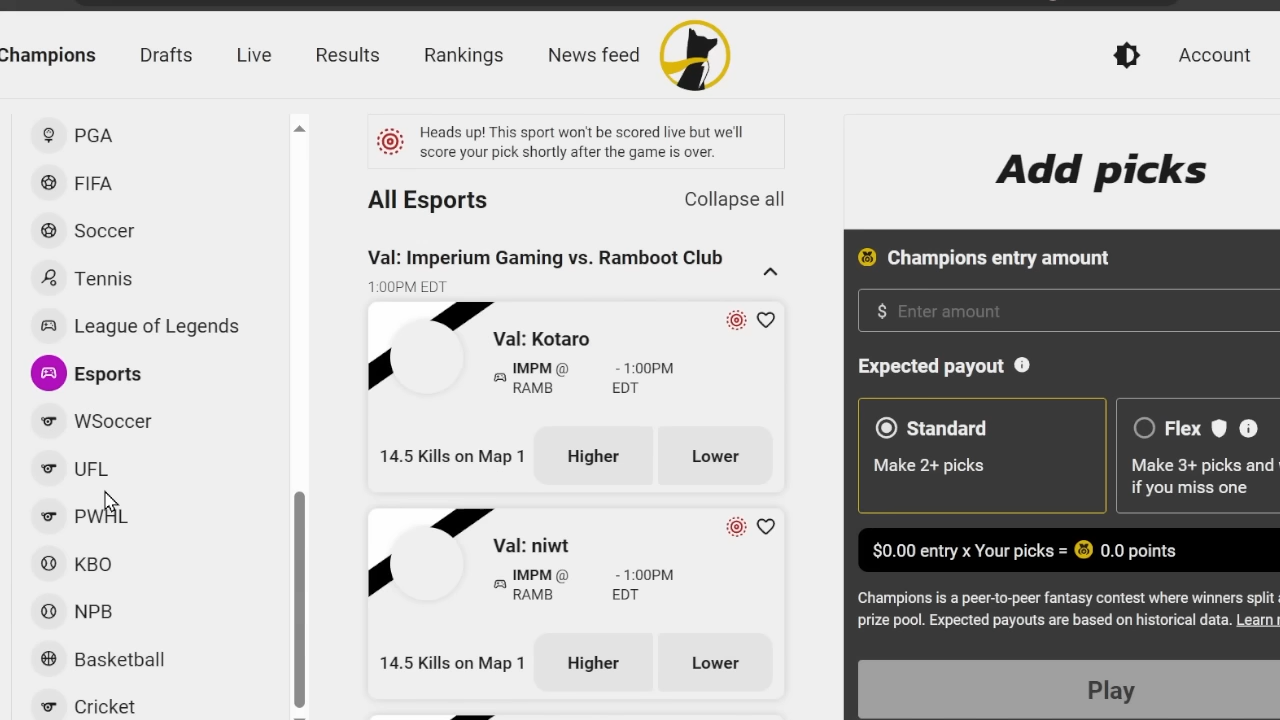 Champions
Drafts
Live
Results
Rankings
News feed
Account
PGA
FIFA
Soccer
Tennis
League of Legends
Esports
WSoccer
UFL
PWHL
KBO
NPB
Basketball
Cricket
Heads up! This sport won't be scored live but we'll
score your pick shortly after the game is over.
All Esports
Collapse all
Val: Imperium Gaming vs. Ramboot Club
1:00PM EDT
Val: Kotaro
IMPM @ - 1:00PM
RAMB EDT
14.5 Kills on Map 1
Higher
Lower
Val: niwt
IMPM @ - 1:00PM
RAMB EDT
14.5 Kills on Map 1
Higher
Lower
Add picks
Champions entry amount
$ Enter amount
Expected payout
Standard
Make 2+ picks
Flex
Make 3+ picks and
if you miss one
$0.00 entry x Your picks = 0.0 points
Champions is a peer-to-peer fantasy contest where winners split
prize pool. Expected payouts are based on historical data. Learn
Play